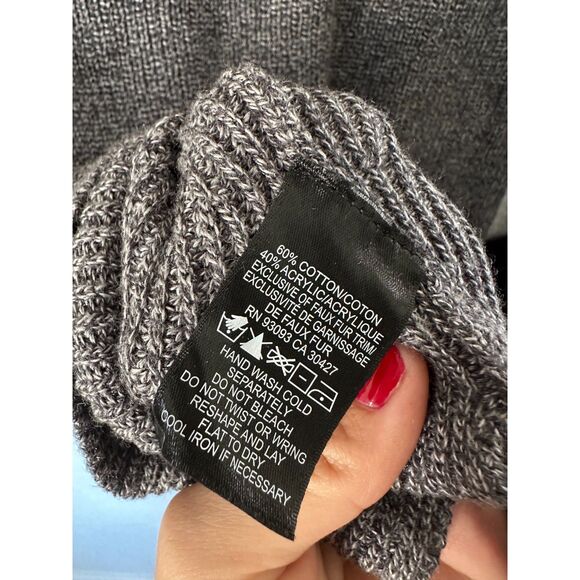 60% COTTON/COTON
40% ACRYLIC/ACRYLIQUE
EXCLUSIVE OF FAUX FUR TRIM/
EXCLUSIVITÉ DE GARNISSAGE
DE FAUX FUR
RN 93093 CA 30427
HAND WASH COLD
SEPARATELY
DO NOT BLEACH
DO NOT TWIST OR WRING
RESHAPE AND LAY
FLAT TO DRY
COOL IRON IF NECESSARY